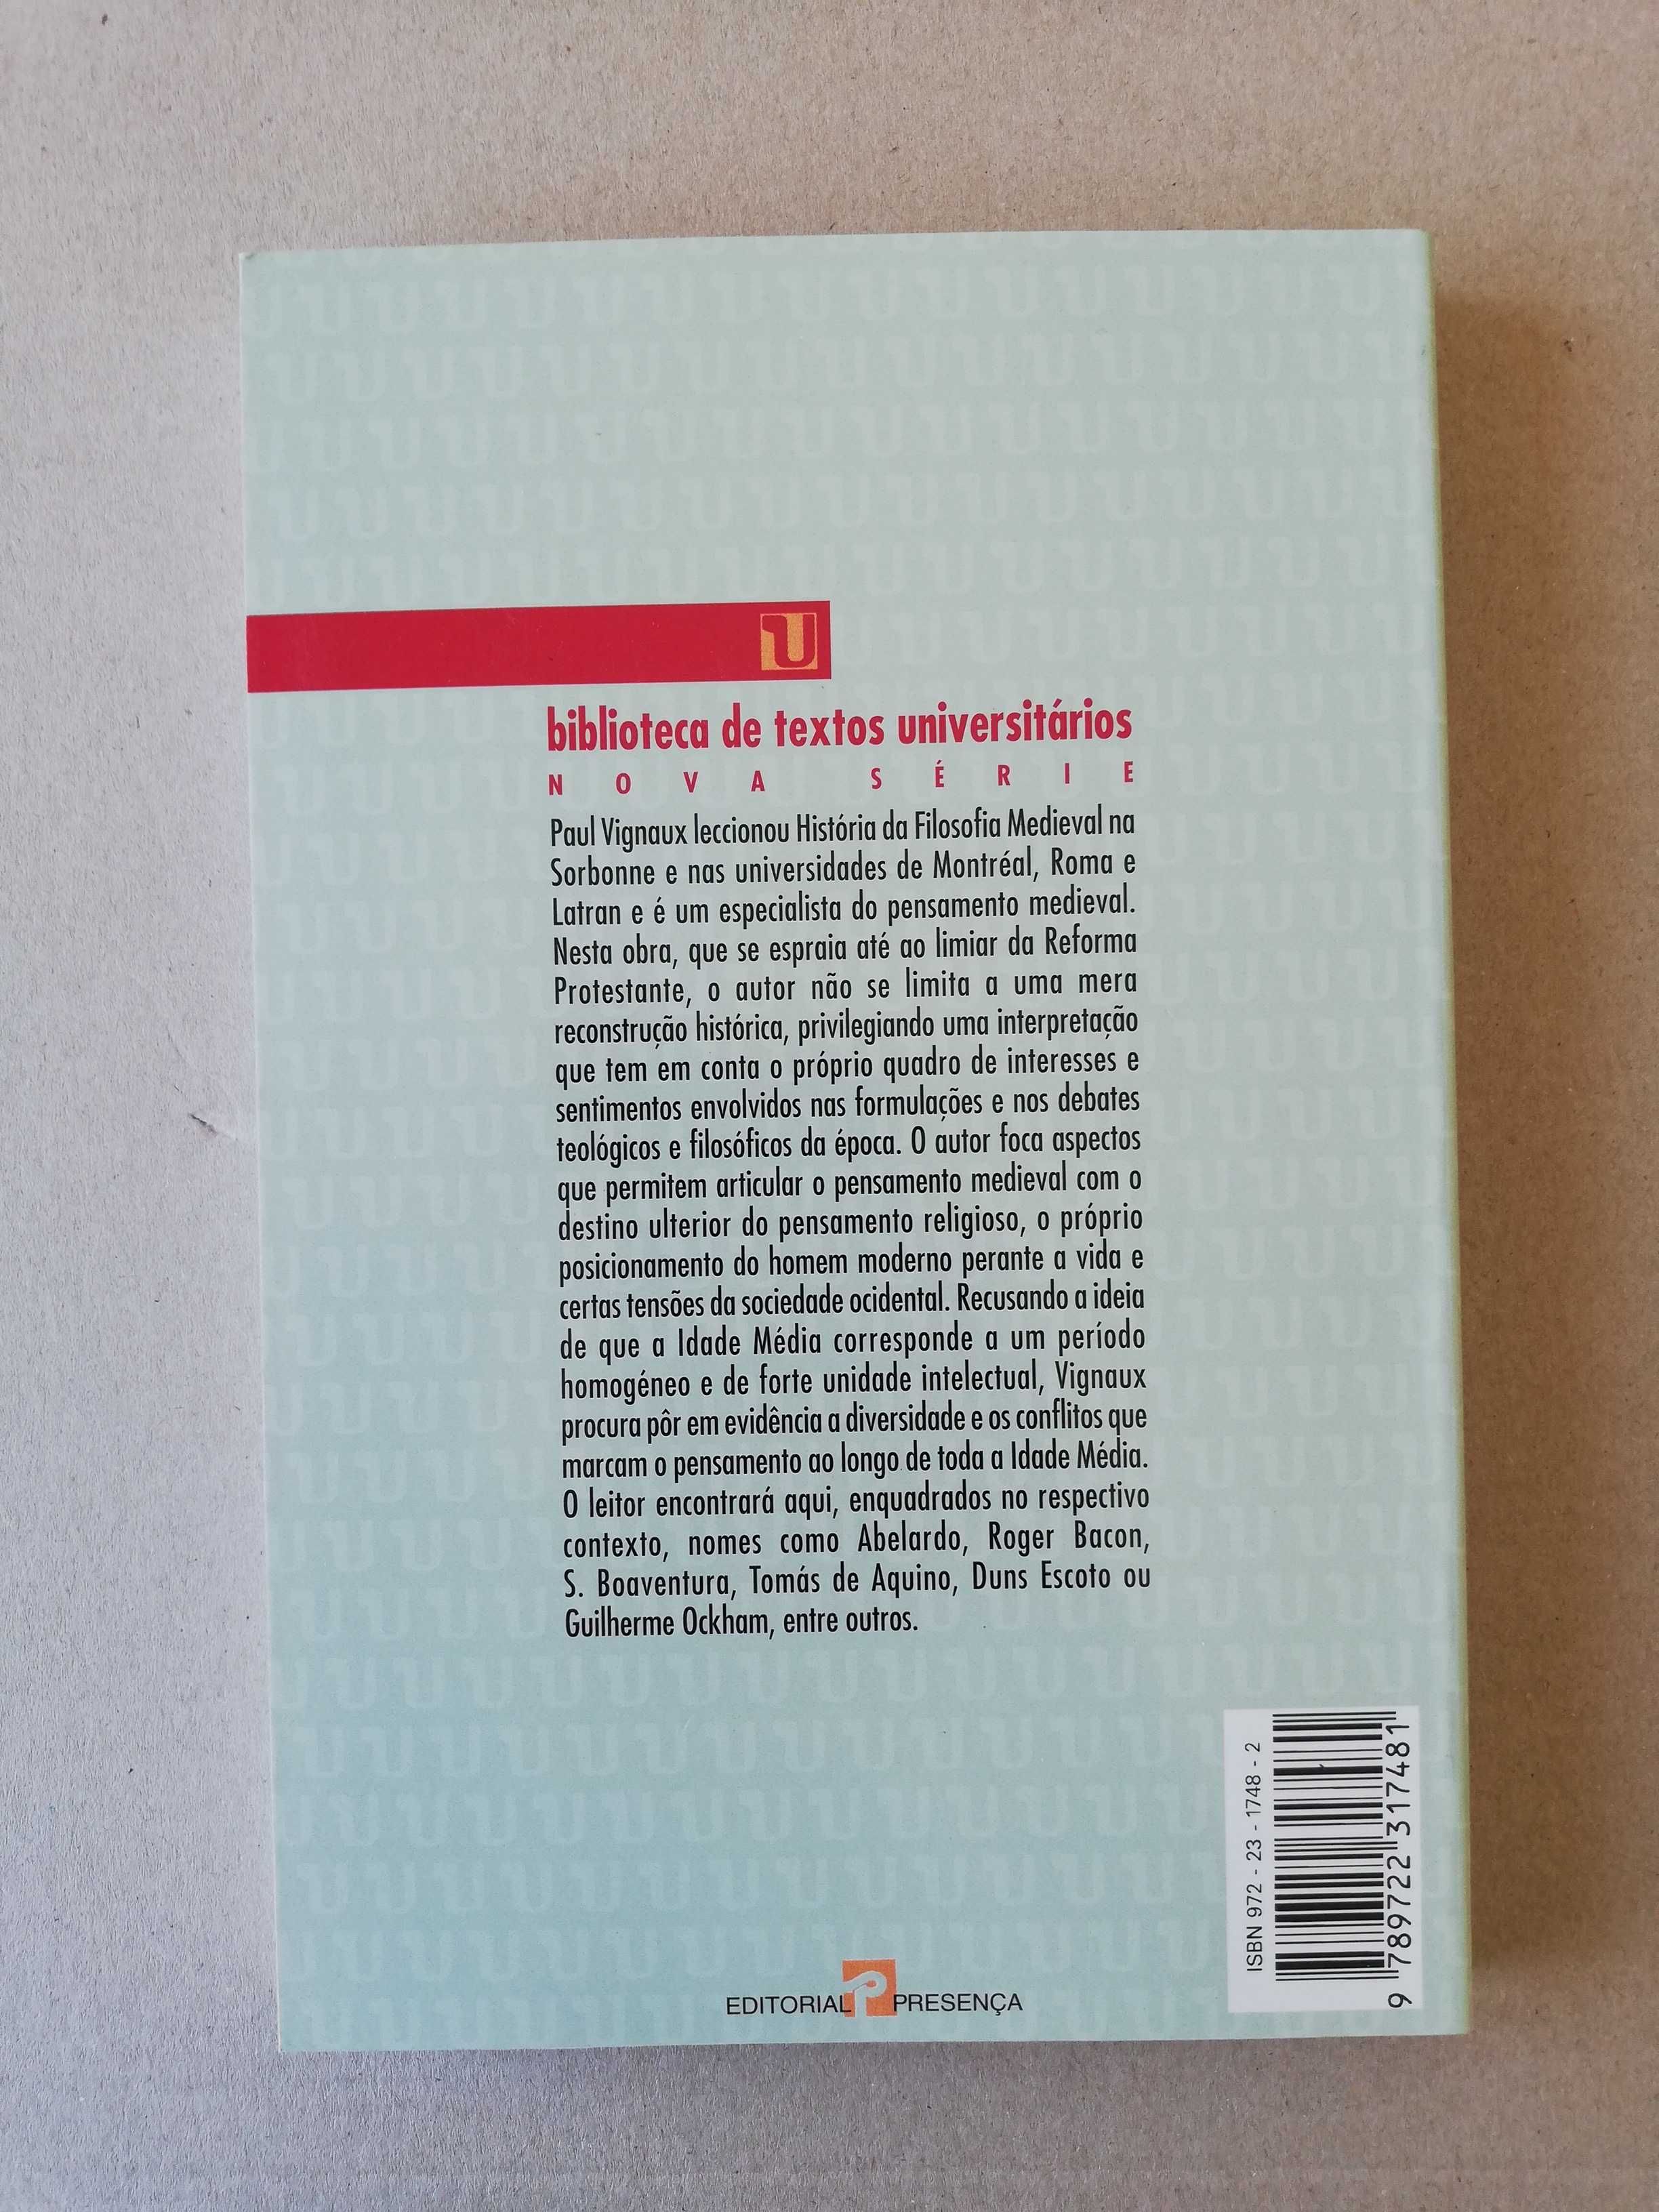 U
biblioteca de textos universitários
NOVA SÉRIE
Paul Vignaux leccionou História da Filosofia Medieval na
Sorbonne e nas universidades de Montréal, Roma e
Latran e é um especialista do pensamento medieval.
Nesta obra, que se espraia até ao limiar da Reforma
Protestante, o autor não se limita a uma mera
reconstrução histórica, privilegiando uma interpretação
que tem em conta o próprio quadro de interesses e
sentimentos envolvidos nas formulações e nos debates
teológicos e filosóficos da época. O autor foca aspectos
que permitem articular o pensamento medieval com o
destino ulterior do pensamento religioso, o próprio
posicionamento do homem moderno perante a vida e
certas tensões da sociedade ocidental. Recusando a ideia
de que a Idade Média corresponde a um período
homogéneo e de forte unidade intelectual, Vignaux
procura pôr em evidência a diversidade e os conflitos que
marcam o pensamento ao longo de toda a Idade Média.
O leitor encontrará aqui, enquadrados no respectivo
contexto, nomes como Abelardo, Roger Bacon,
S. Boaventura, Tomás de Aquino, Duns Escoto ou
Guilherme Ockham, entre outros.
ISBN 972 - 23 - 1748 - 2
9 789722 317481
EDITORIAL PRESENÇA